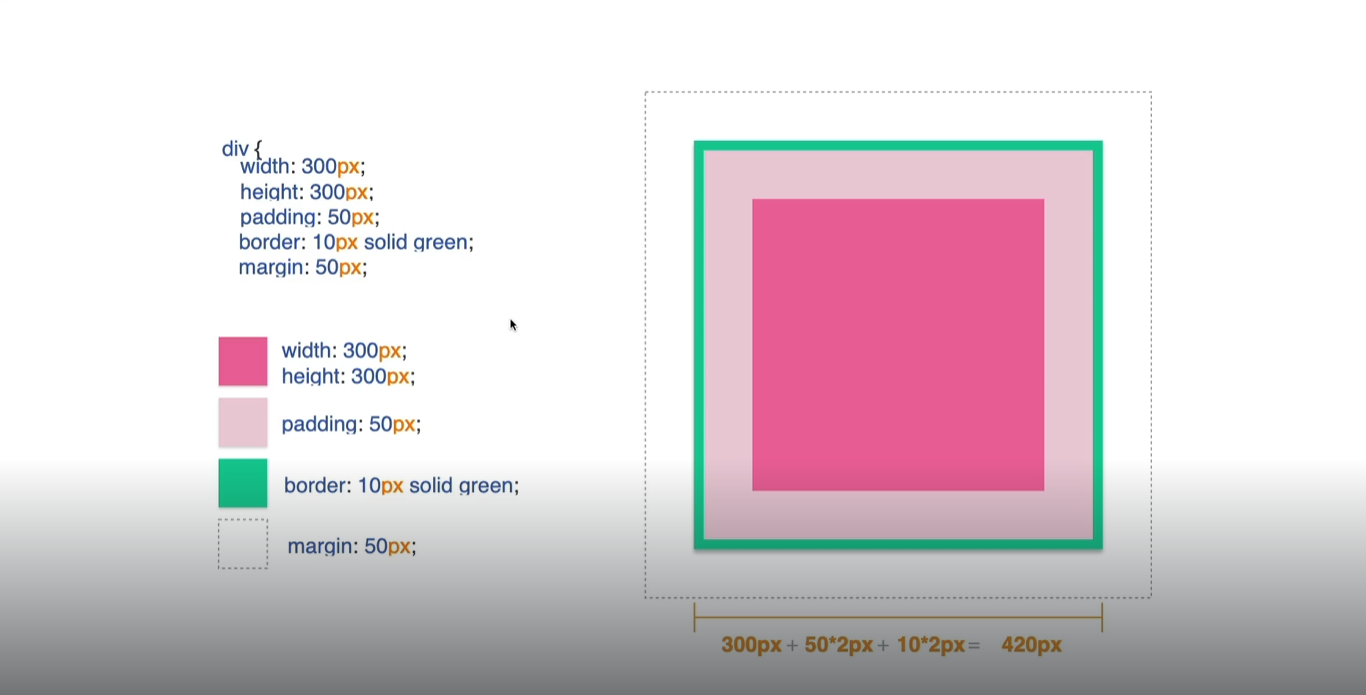 div {
width: 300px;
height: 300px;
padding: 50px;
border: 10px solid green;
margin: 50px;
width: 300px;
height: 300px;
padding: 50px;
border: 10px solid green;
margin: 50px;
300px + 50*2px + 10*2px = 420px